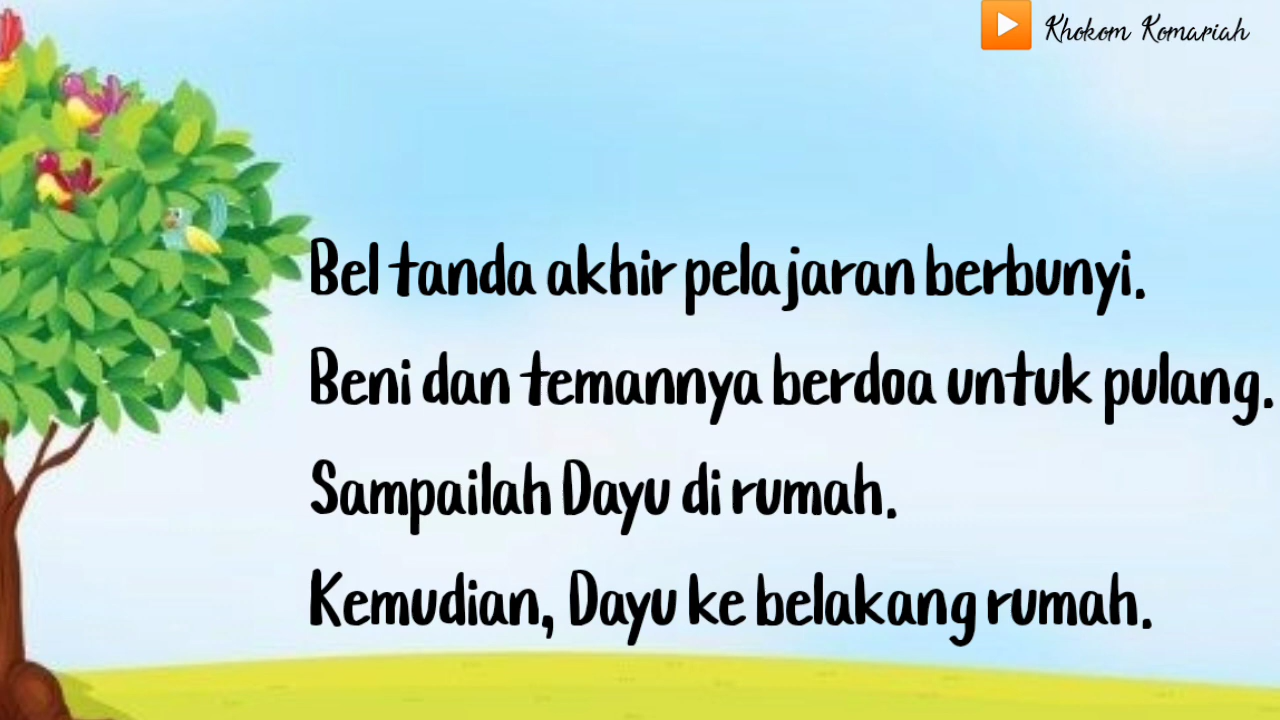 Khokom Komariah
Bel tanda akhir pelajaran berbunyi.
Beni dan temannya berdoa untuk pulang.
Sampailah Dayu di rumah.
Kemudian, Dayu ke belakang rumah.